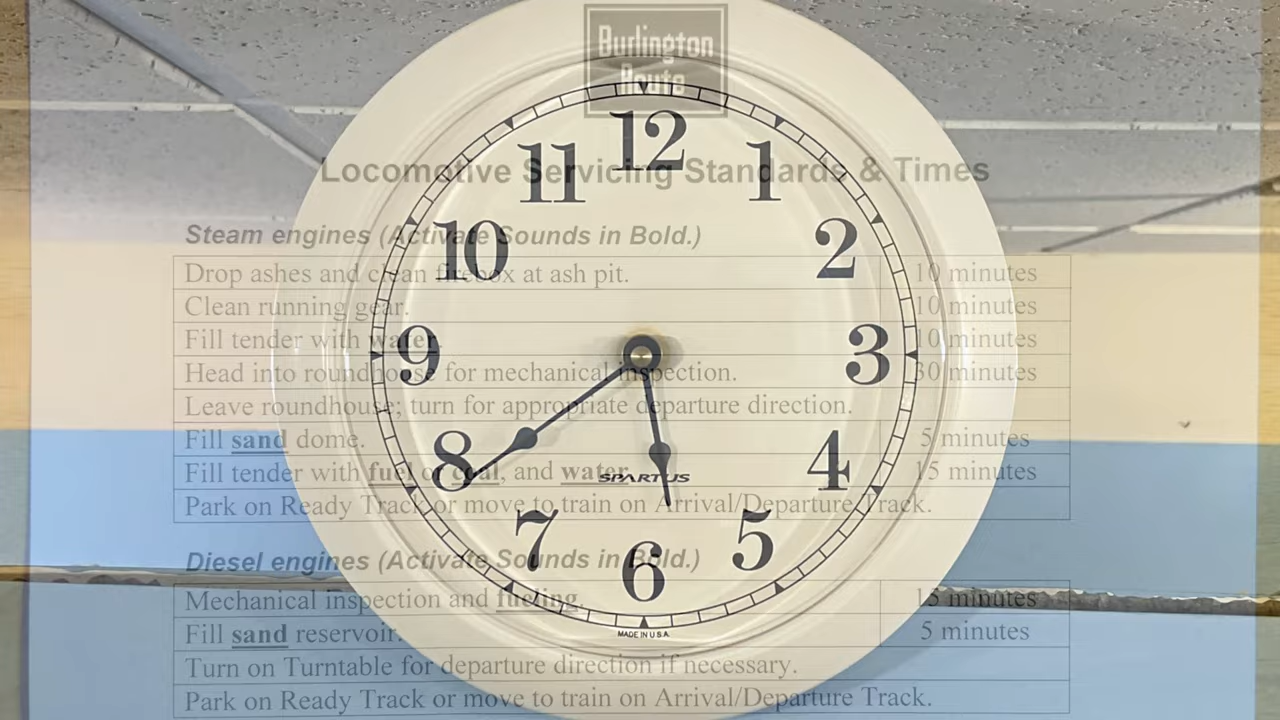 Burlington
Route
12
11
1
Locomotive Servicing Standards & Times
10
2
Steam engines (Activate Sounds in Bold.)
Drop ashes and clean firebox at ash pit. 10 minutes
Clean running gear. 10 minutes
Fill tender with water. 10 minutes
9
3
Head into roundhouse for mechanical inspection. 30 minutes
Leave roundhouse; turn for appropriate departure direction.
Fill sand dome. 5 minutes
8
4
Fill tender with fuel or coal, and water. 15 minutes
SPARTUS
Park on Ready Track or move to train on Arrival/Departure Track.
7
5
Diesel engines (Activate Sounds in Bold.)
6
Mechanical inspection and fueling. 15 minutes
Fill sand reservoir. 5 minutes
MADE IN U.S.A.
Turn on Turntable for departure direction if necessary.
Park on Ready Track or move to train on Arrival/Departure Track.